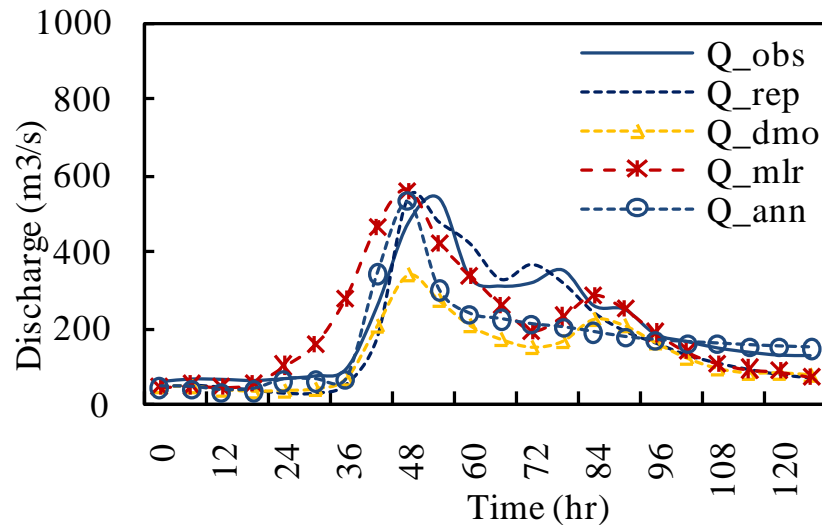 1000
800
600
400
200
0
Discharge (m3/s)
Q_obs
Q_rep
Q_dmo
Q_mlr
Q_ann
0
12
24
36
48
60
72
84
96
108
120
Time (hr)